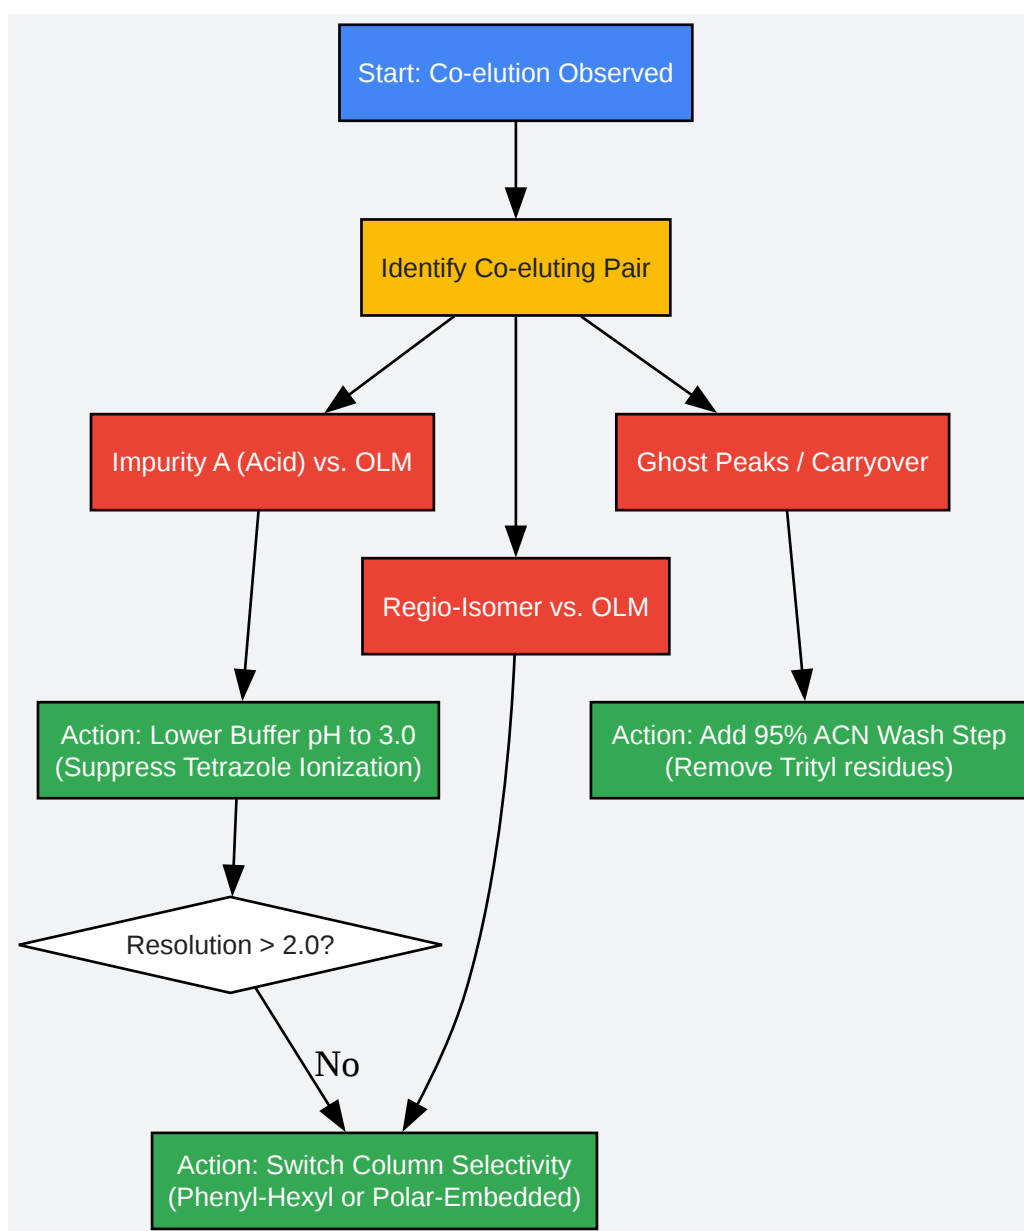 Start: Co-elution Observed
Identify Co-eluting Pair
Impurity A (Acid) vs. OLM
Ghost Peaks / Carryover
Regio-Isomer vs. OLM
Action: Lower Buffer pH to 3.0
(Suppress Tetrazole Ionization)
Action: Add 95% ACN Wash Step
(Remove Trityl residues)
Resolution > 2.0?
No
Action: Switch Column Selectivity
(Phenyl-Hexyl or Polar-Embedded)